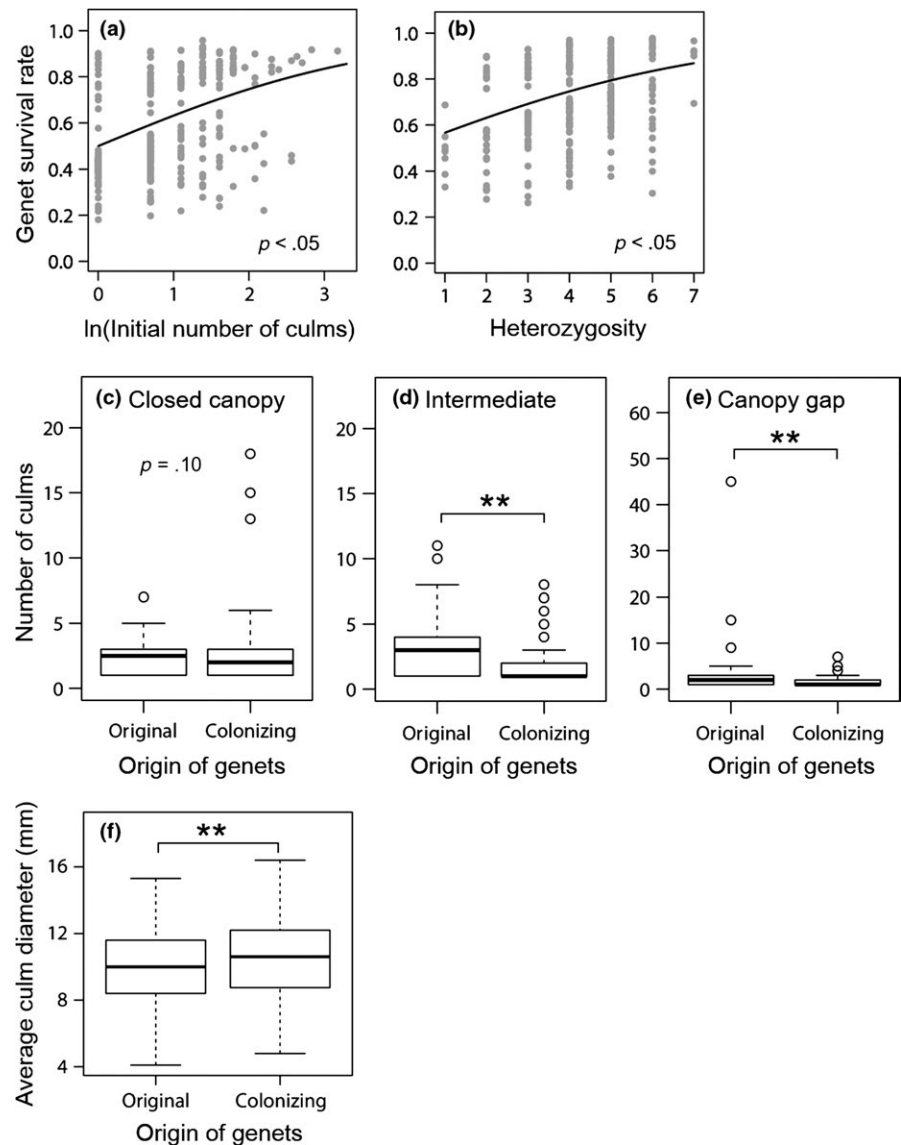 (a)
(b)
Genet survival rate
1.0
0.8
0.6
0.4
0.2
0.0
p < .05
0 1 2 3
ln(Initial number of culms)
1.0
0.8
0.6
0.4
0.2
0.0
p < .05
1 2 3 4 5 6 7
Heterozygosity
(c) Closed canopy
(d) Intermediate
(e) Canopy gap
Number of culms
20
15
10
5
0
p = .10
Original Colonizing
Origin of genets
20
15
10
5
0
**
Original Colonizing
Origin of genets
60
50
40
30
20
10
0
**
Original Colonizing
Origin of genets
(f)
Average culm diameter (mm)
16
12
8
4
**
Original Colonizing
Origin of genets